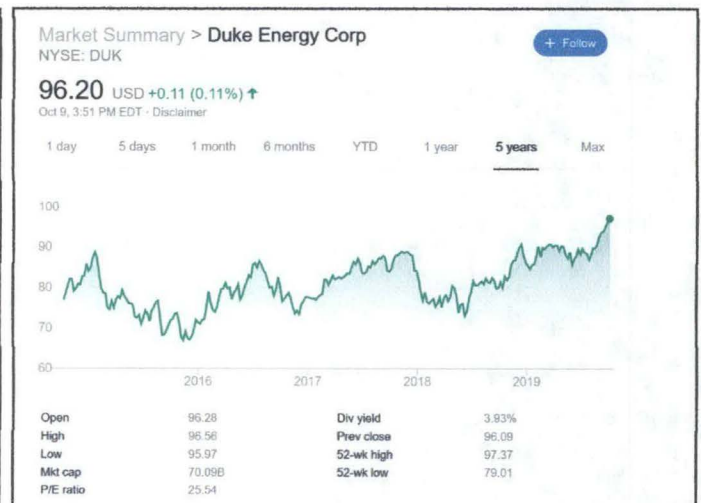 Market Summary > Duke Energy Corp
NYSE: DUK
+ Follow
96.20 USD +0.11 (0.11%) ↑
Oct 9, 3:51 PM EDT · Disclaimer
1 day 5 days 1 month 6 months YTD 1 year 5 years Max
100
90
80
70
60
2016 2017 2018 2019
Open 96.28 Div yield 3.93%
High 96.56 Prev close 96.09
Low 95.97 52-wk high 97.37
Mkt cap 70.09B 52-wk low 79.01
P/E ratio 25.54